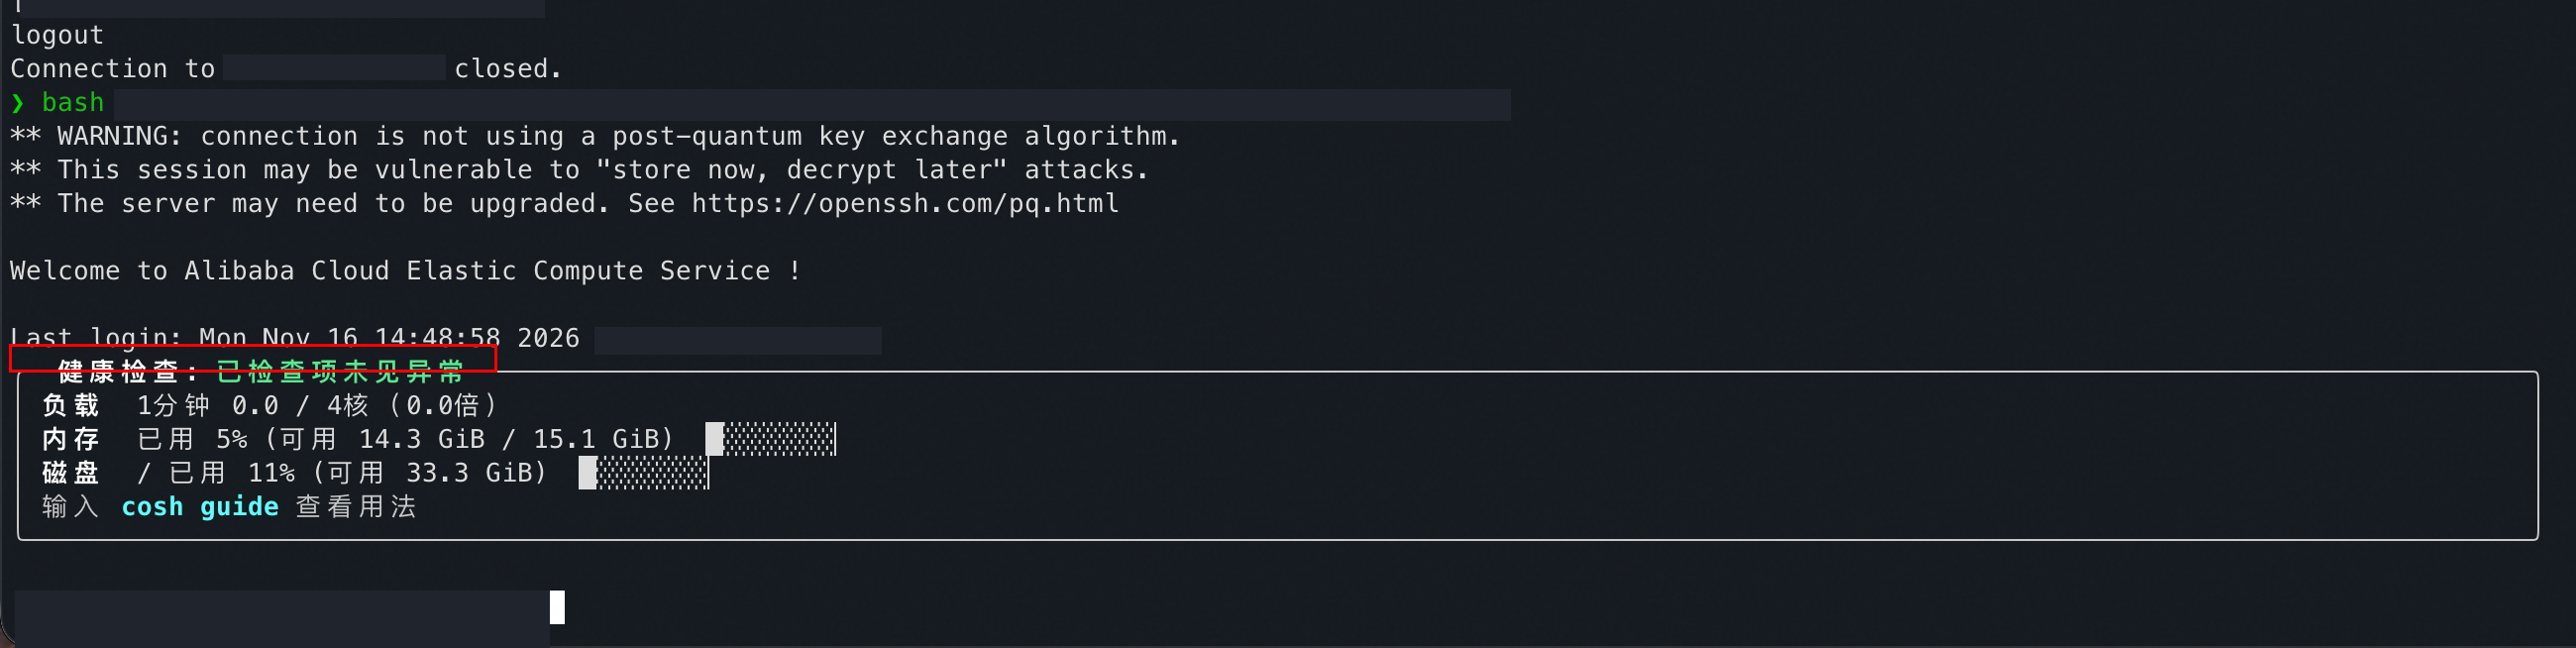 logout
Connection to closed.
❯ bash
** WARNING: connection is not using a post-quantum key exchange algorithm.
** This session may be vulnerable to "store now, decrypt later" attacks.
** The server may need to be upgraded. See https://openssh.com/pq.html
Welcome to Alibaba Cloud Elastic Compute Service !
Last login: Mon Nov 16 14:48:58 2026
健康检查: 已检查项未见异常
负载 1分钟 0.0 / 4核 (0.0倍)
内存 已用 5% (可用 14.3 GiB / 15.1 GiB)
磁盘 / 已用 11% (可用 33.3 GiB)
输入 cosh guide 查看用法